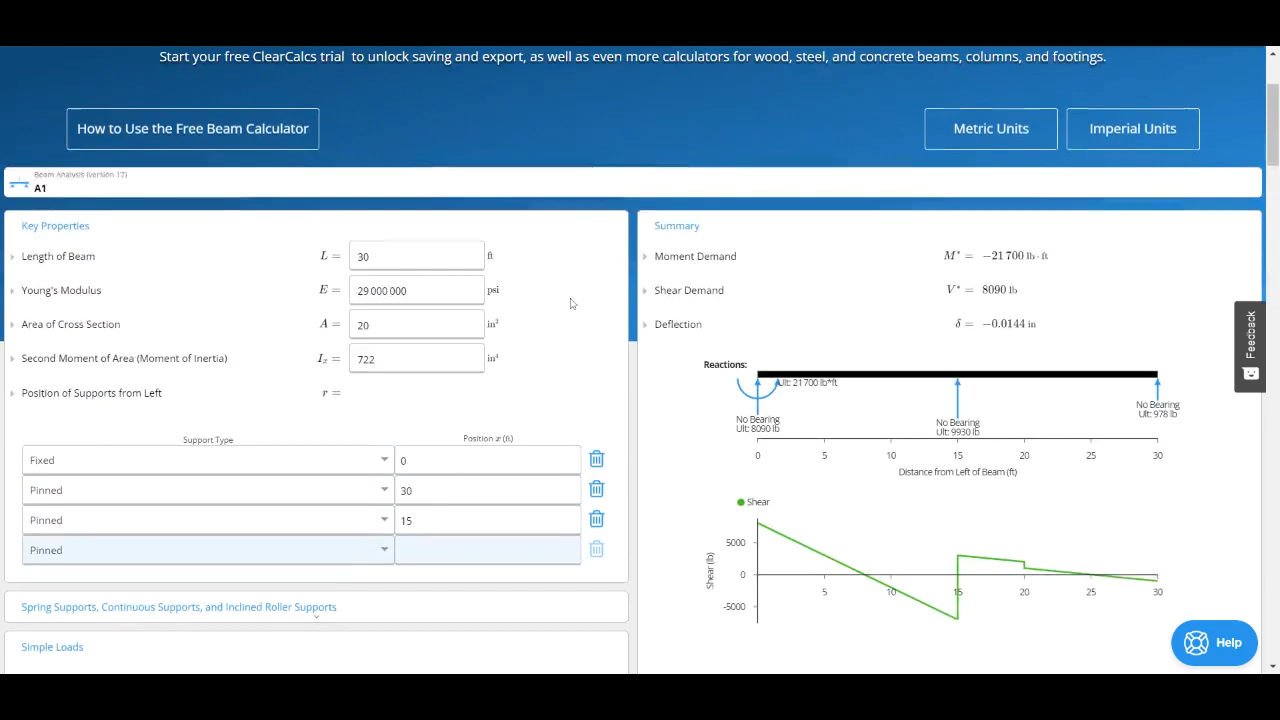 Start your free ClearCalcs trial to unlock saving and export, as well as even more calculators for wood, steel, and concrete beams, columns, and footings.
How to Use the Free Beam Calculator
Metric Units
Imperial Units
Beam Analysis (version 17)
A1
Key Properties
Length of Beam L = 30 ft
Young's Modulus E = 29 000 000 psi
Area of Cross Section A = 20 in²
Second Moment of Area (Moment of Inertia) Iₓ = 722 in⁴
Position of Supports from Left r =
Support Type Position x (ft)
Fixed 0
Pinned 30
Pinned 15
Pinned
Spring Supports, Continuous Supports, and Inclined Roller Supports
Simple Loads
Summary
Moment Demand M* = −21 700 lb · ft
Shear Demand V* = 8090 lb
Deflection δ = −0.0144 in
Reactions:
Ult: 21 700 lb*ft
No Bearing
Ult: 8090 lb
No Bearing
Ult: 9930 lb
No Bearing
Ult: 978 lb
0 5 10 15 20 25 30
Distance from Left of Beam (ft)
Shear
Shear (lb)
5000
0
-5000
5 10 15 20 25 30
Feedback
Help